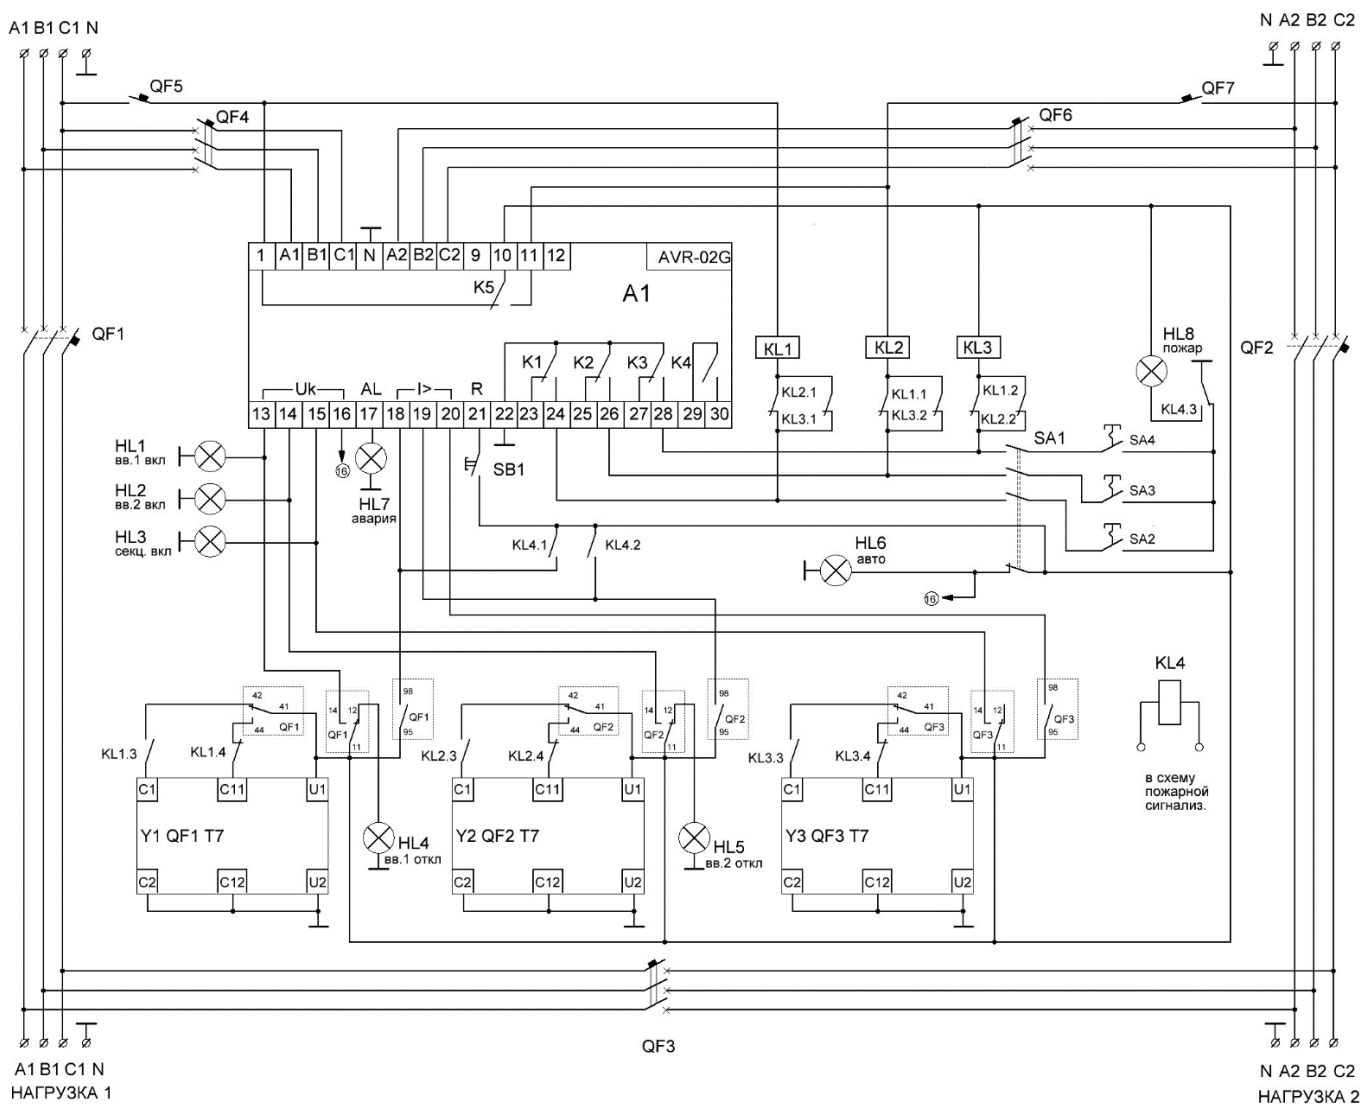 A1 B1 C1 N
N A2 B2 C2
QF5
QF7
QF4
QF6
1 A1 B1 C1 N A2 B2 C2 9 10 11 12
AVR-02G
K5
A1
QF1
KL1
KL2
KL3
HL8
пожар
QF2
K1
K2
K3
K4
Uk
AL
I>
R
KL2.1
KL1.1
KL1.2
KL3.1
KL3.2
KL2.2
KL4.3
13 14 15 16 17 18 19 20 21 22 23 24 25 26 27 28 29 30
HL1
вв.1 вкл
16
SB1
SA1
SA4
HL2
вв.2 вкл
HL7
авария
SA3
HL3
секц. вкл
KL4.1
KL4.2
HL6
авто
SA2
16
KL4
42
41
44
QF1
14
12
QF1
11
98
QF1
95
42
41
44
QF2
14
12
QF2
11
98
QF2
95
42
41
44
QF3
14
12
QF3
11
98
QF3
95
KL1.3
KL1.4
KL2.3
KL2.4
KL3.3
KL3.4
C1 C11 U1
C1 C11 U1
C1 C11 U1
в схему
пожарной
сигнализ.
Y1 QF1 T7
HL4
вв.1 откл
Y2 QF2 T7
HL5
вв.2 откл
Y3 QF3 T7
C2 C12 U2
C2 C12 U2
C2 C12 U2
QF3
A1 B1 C1 N
НАГРУЗКА 1
N A2 B2 C2
НАГРУЗКА 2